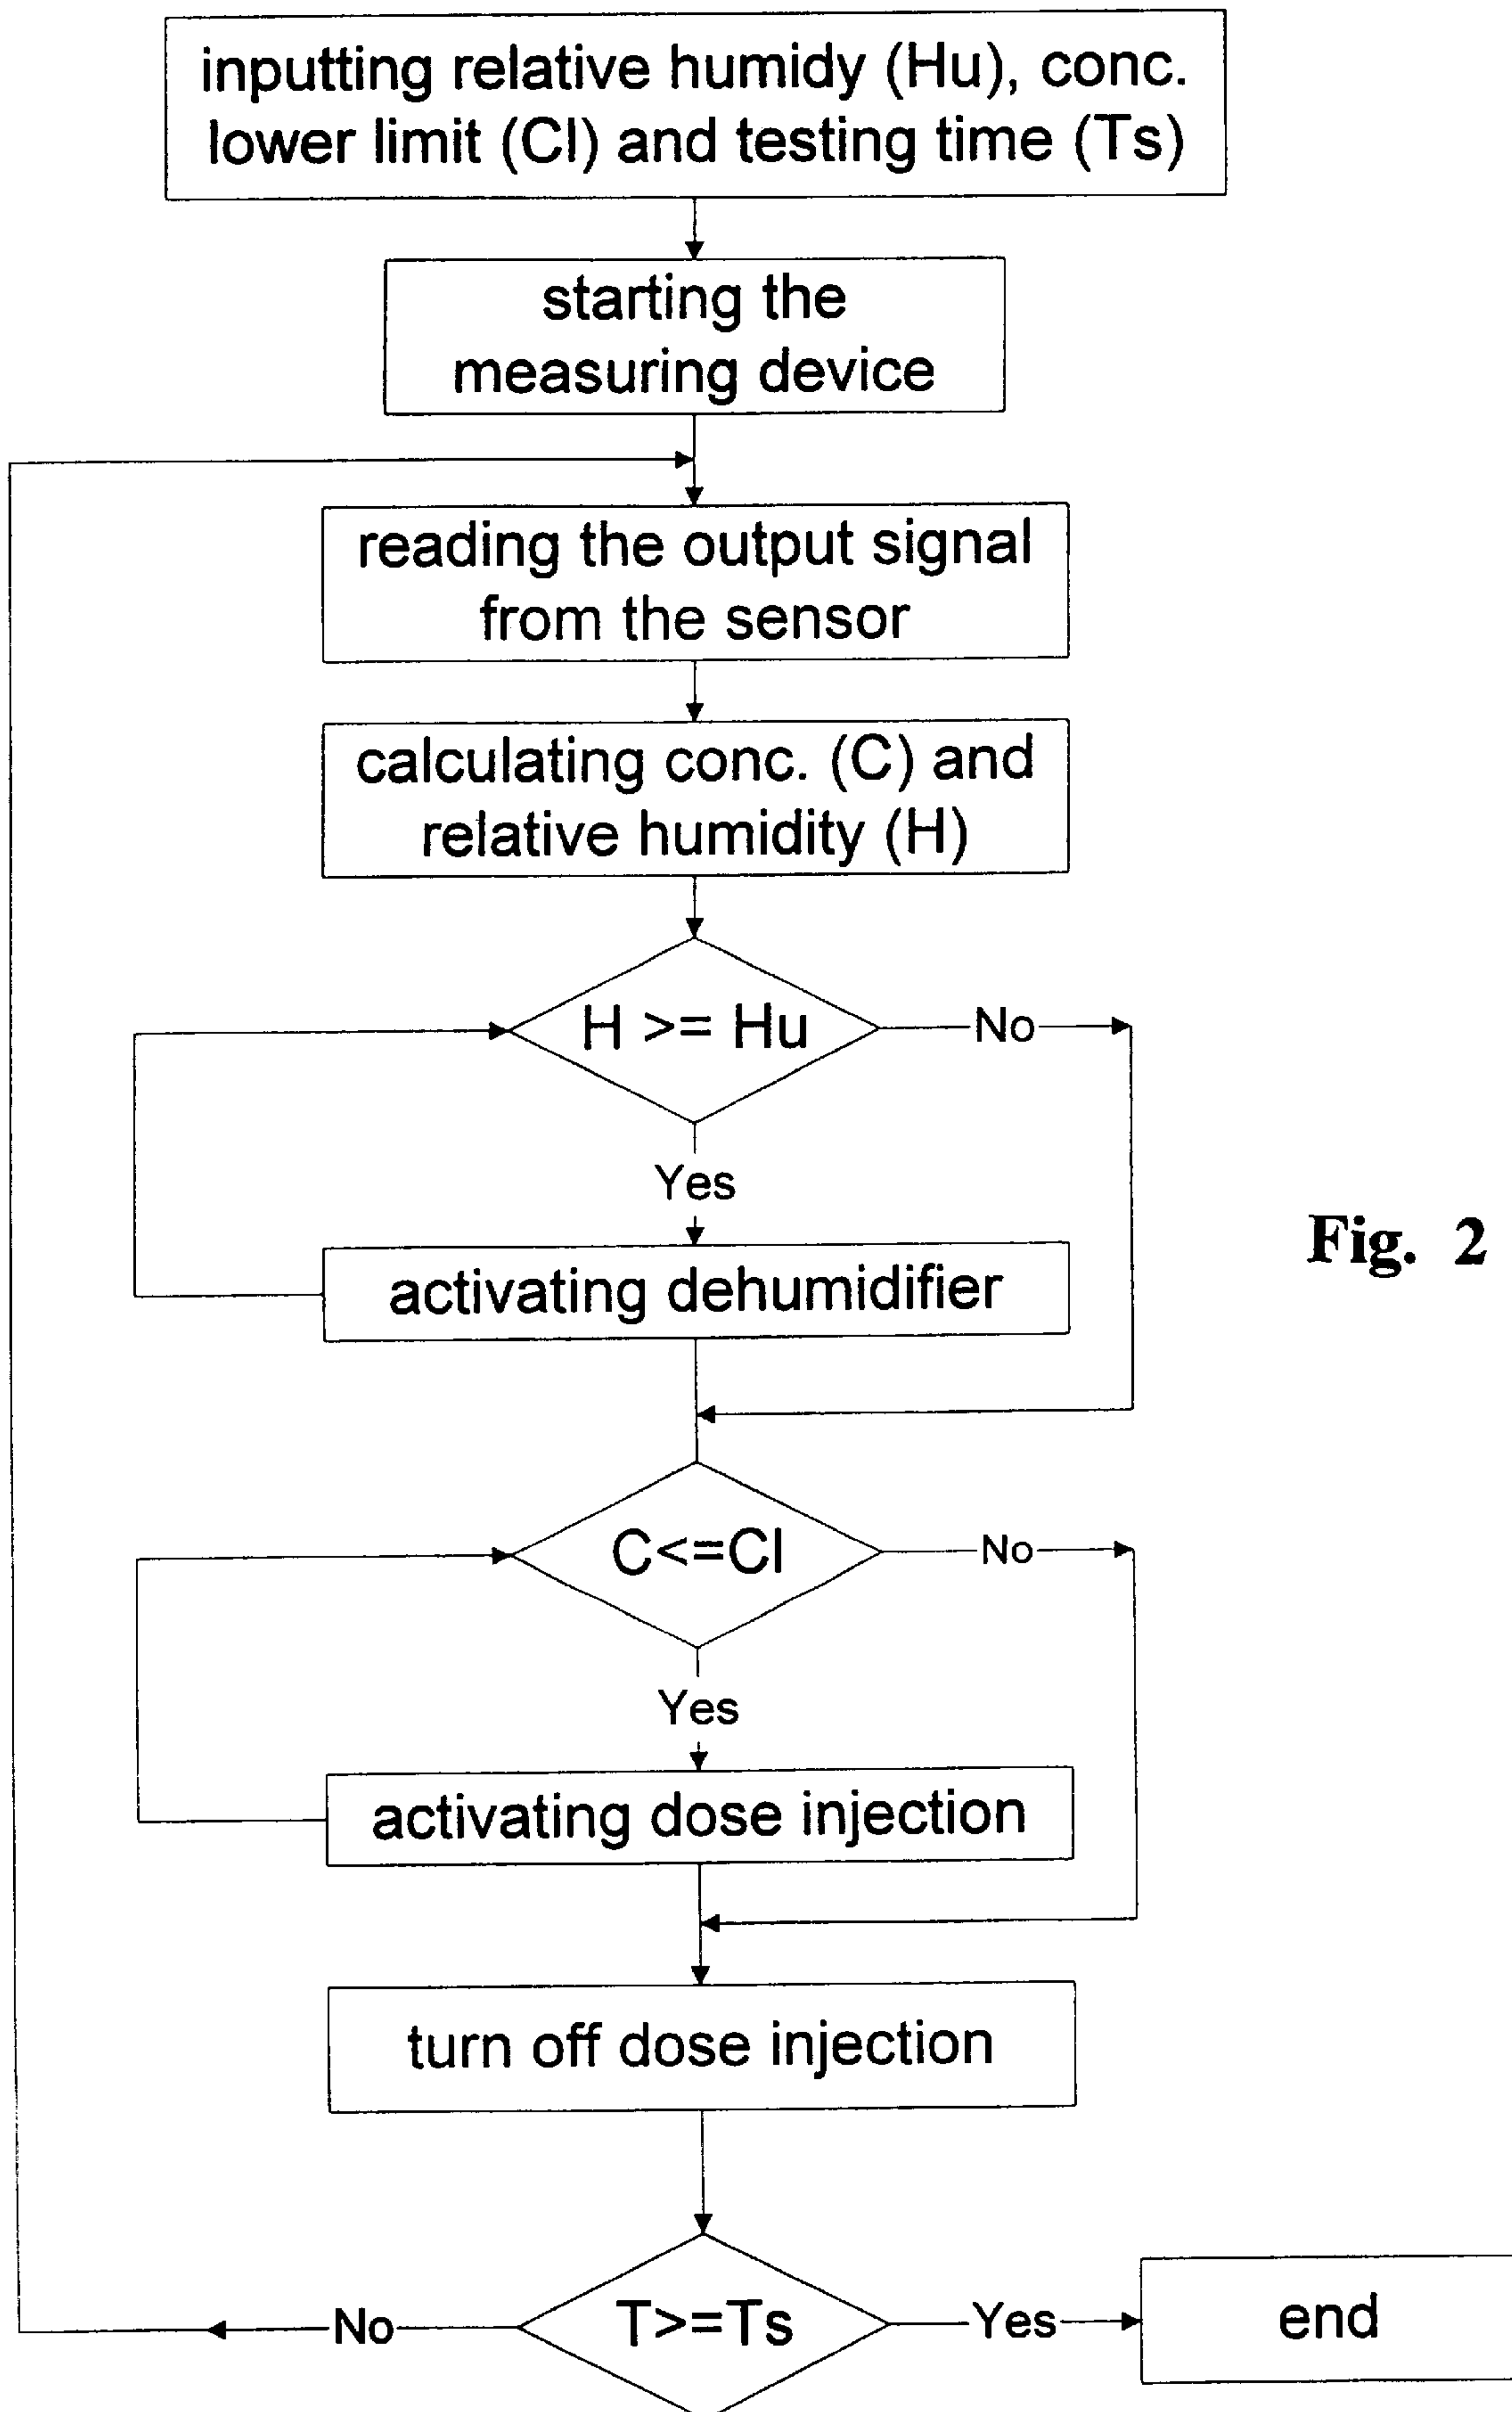 inputting relative humidy (Hu), conc.
lower limit (Cl) and testing time (Ts)
starting the
measuring device
reading the output signal
from the sensor
calculating conc. (C) and
relative humidity (H)
H >= Hu
No
Yes
activating dehumidifier
Fig. 2
C<=Cl
No
Yes
activating dose injection
turn off dose injection
No
T>=Ts
Yes
end